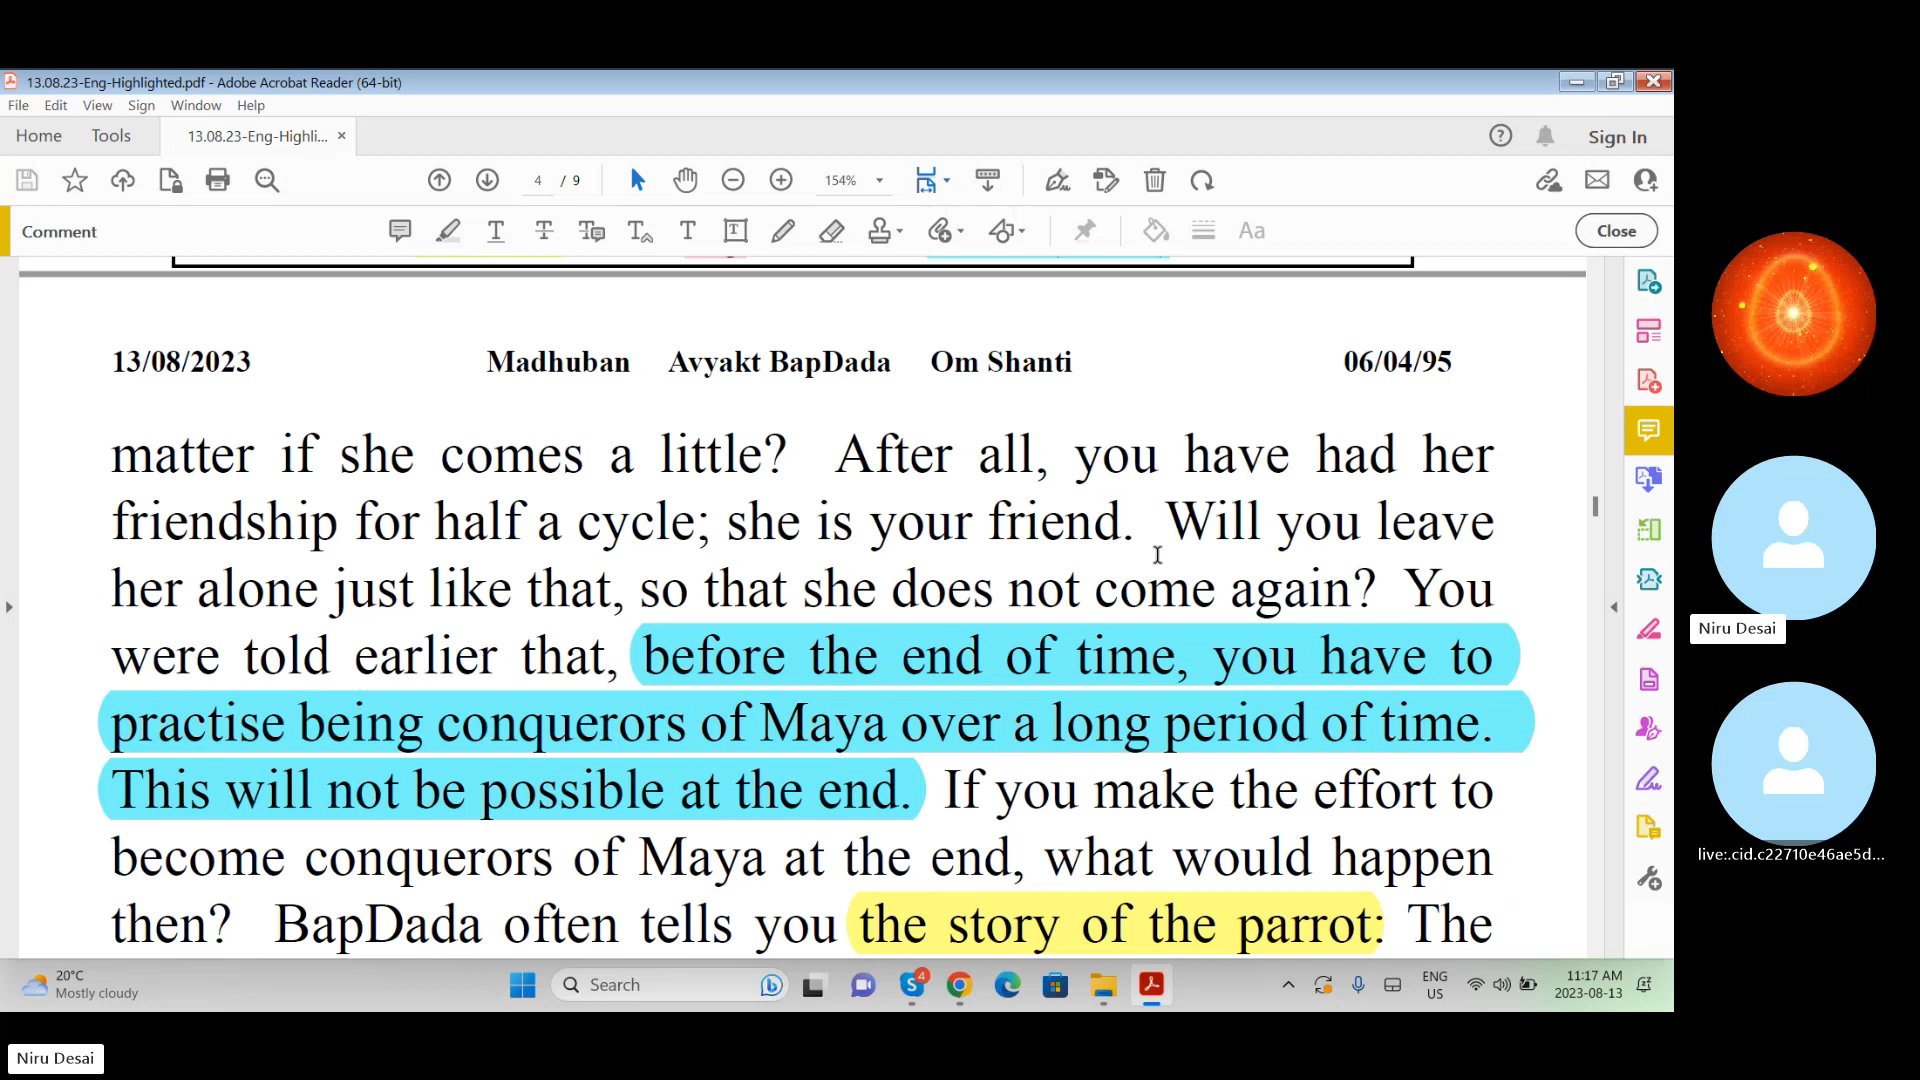 13.08.23-Eng-Highlighted.pdf - Adobe Acrobat Reader (64-bit)
File Edit View Sign Window Help
Home Tools 13.08.23-Eng-Highli... × Sign In
4 / 9 154%
Comment Aa Close
13/08/2023 Madhuban Avyakt BapDada Om Shanti 06/04/95
matter if she comes a little? After all, you have had her
friendship for half a cycle; she is your friend. Will you leave
her alone just like that, so that she does not come again? You
were told earlier that, before the end of time, you have to
practise being conquerors of Maya over a long period of time.
This will not be possible at the end. If you make the effort to
become conquerors of Maya at the end, what would happen
then? BapDada often tells you the story of the parrot: The
Niru Desai
live:.cid.c22710e46ae5d...
20°C
Mostly cloudy
Search
4
ENG
US
11:17 AM
2023-08-13
Niru Desai